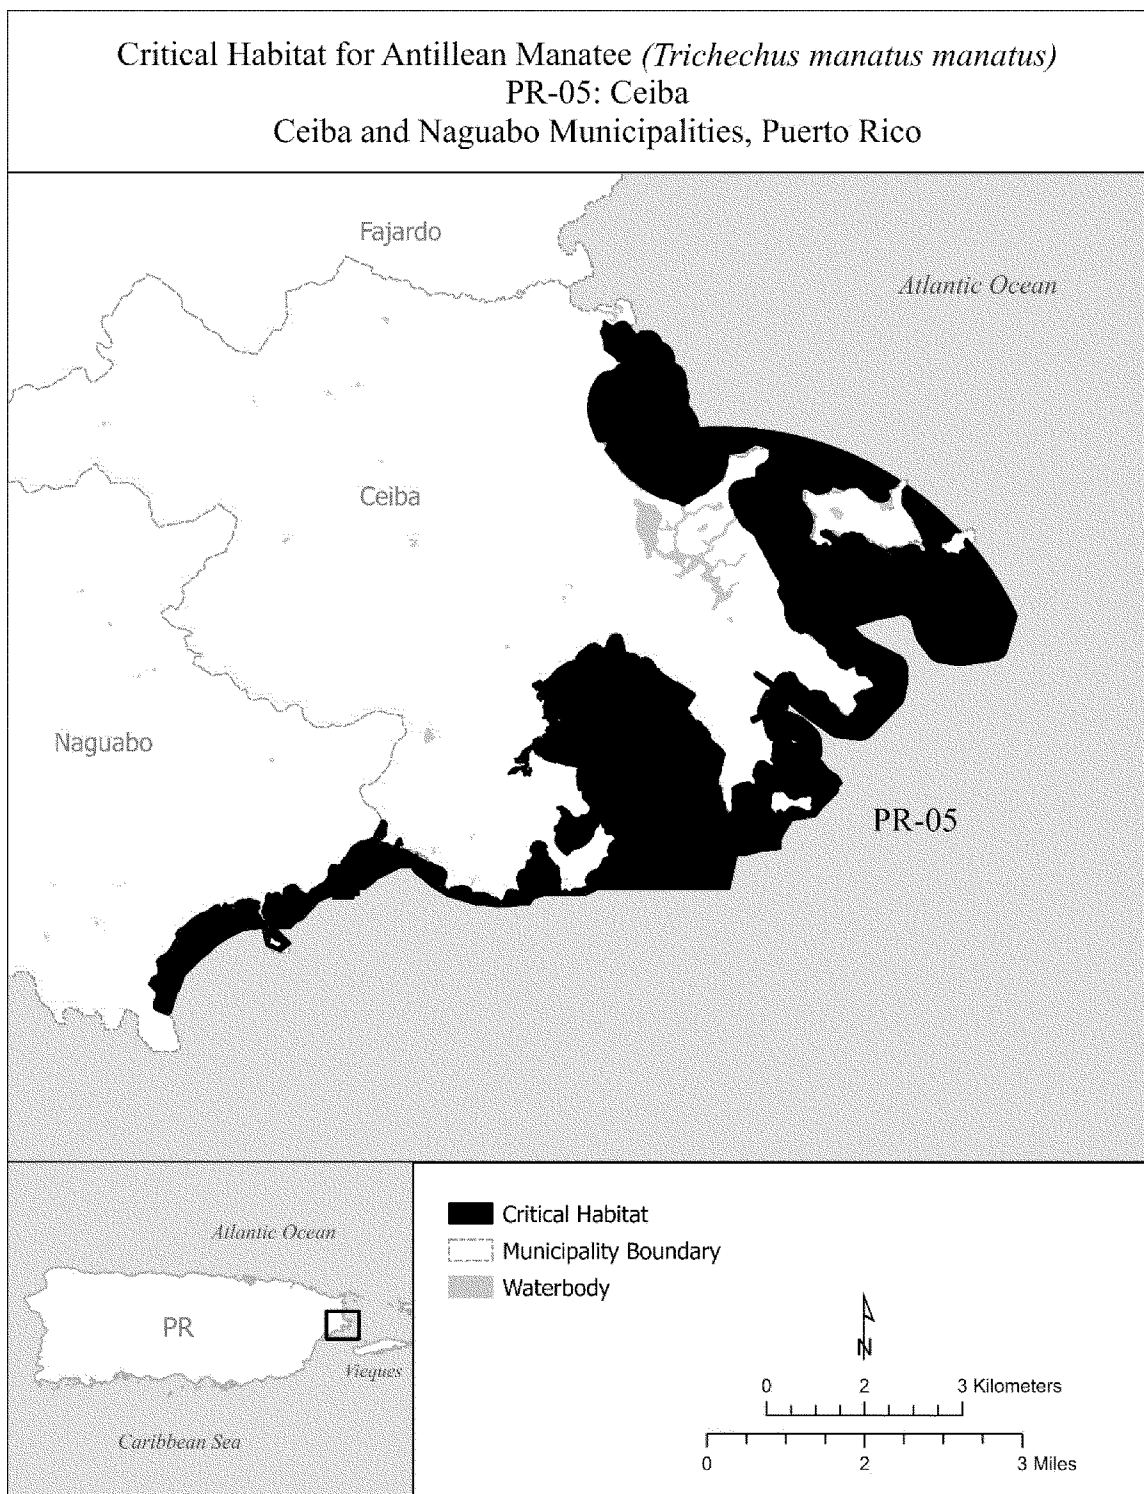 Critical Habitat for Antillean Manatee (Trichechus manatus manatus)
PR-05: Ceiba
Ceiba and Naguabo Municipalities, Puerto Rico
Fajardo
Atlantic Ocean
Ceiba
Naguabo
PR-05
Atlantic Ocean
PR
Vieques
Caribbean Sea
Critical Habitat
Municipality Boundary
Waterbody
N
0 2 3 Kilometers
0 2 3 Miles